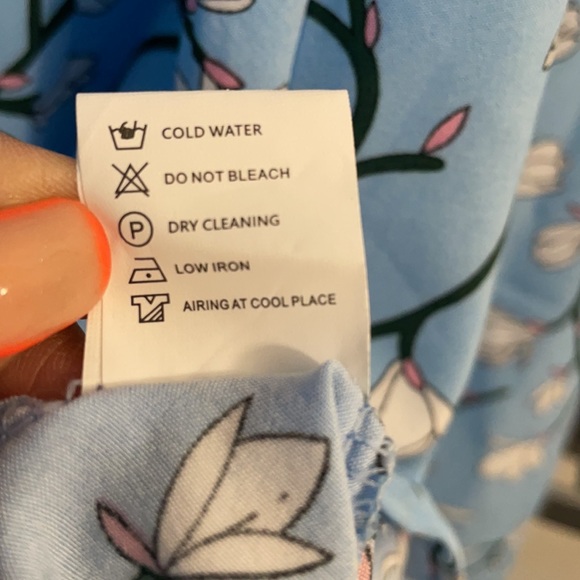 COLD WATER
DO NOT BLEACH
P DRY CLEANING
LOW IRON
AIRING AT COOL PLACE